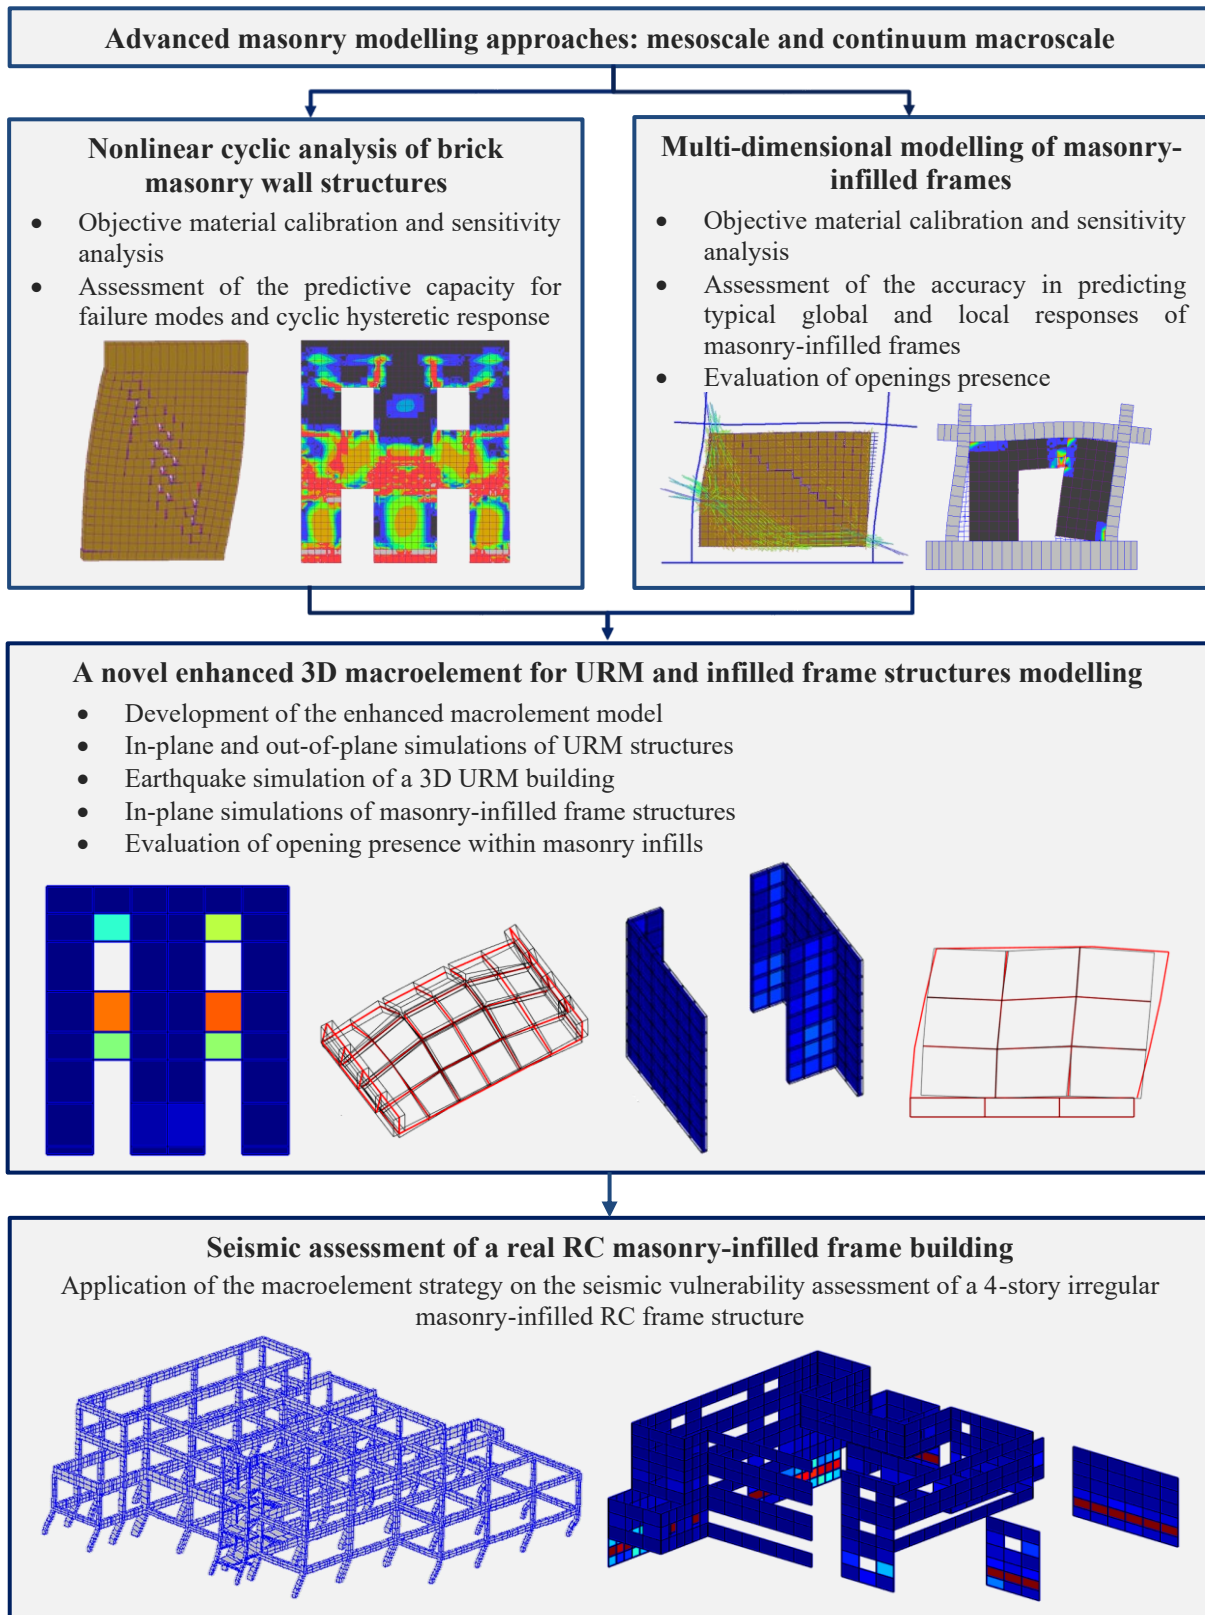 Advanced masonry modelling approaches: mesoscale and continuum macroscale
Nonlinear cyclic analysis of brick
masonry wall structures
• Objective material calibration and sensitivity
analysis
• Assessment of the predictive capacity for
failure modes and cyclic hysteretic response
Multi-dimensional modelling of masonry-
infilled frames
• Objective material calibration and sensitivity
analysis
• Assessment of the accuracy in predicting
typical global and local responses of
masonry-infilled frames
• Evaluation of openings presence
A novel enhanced 3D macroelement for URM and infilled frame structures modelling
• Development of the enhanced macrolement model
• In-plane and out-of-plane simulations of URM structures
• Earthquake simulation of a 3D URM building
• In-plane simulations of masonry-infilled frame structures
• Evaluation of opening presence within masonry infills
Seismic assessment of a real RC masonry-infilled frame building
Application of the macroelement strategy on the seismic vulnerability assessment of a 4-story irregular
masonry-infilled RC frame structure